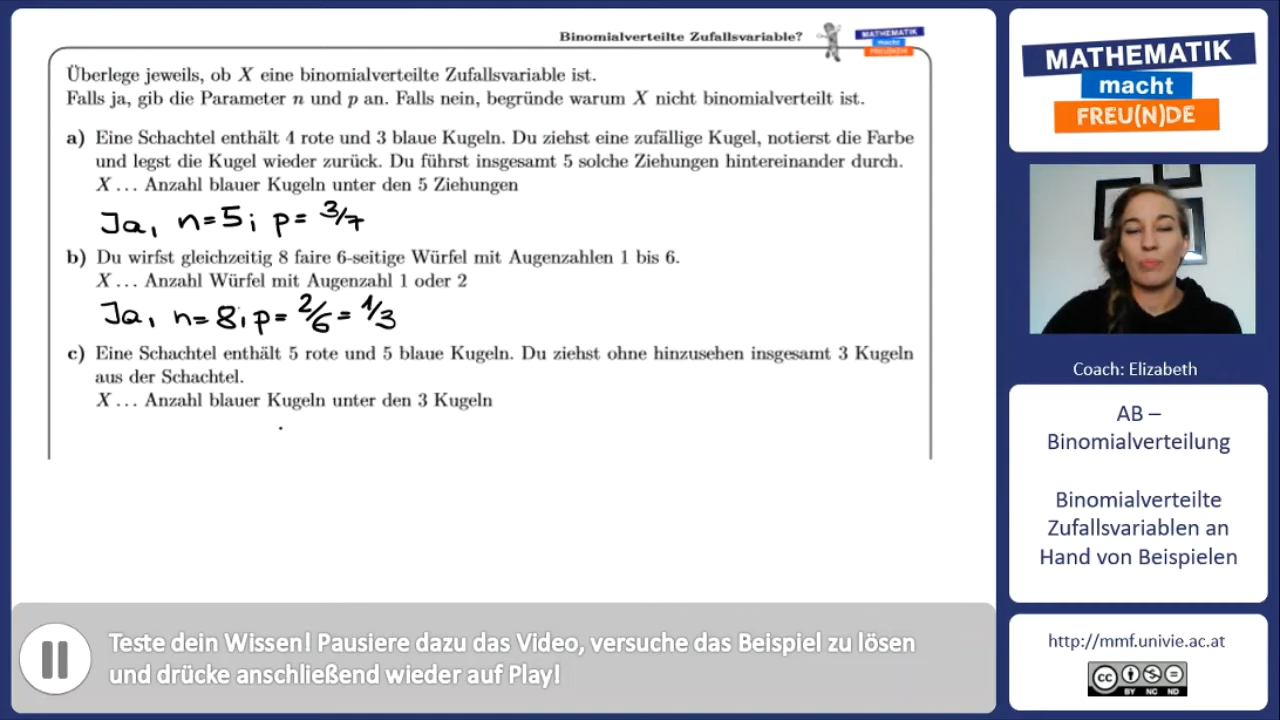 Binomialverteilte Zufallsvariable?
MATHEMATIK
macht
FREU(N)DE
Überlege jeweils, ob X eine binomialverteilte Zufallsvariable ist.
Falls ja, gib die Parameter n und p an. Falls nein, begründe warum X nicht binomialverteilt ist.
a) Eine Schachtel enthält 4 rote und 3 blaue Kugeln. Du ziehst eine zufällige Kugel, notierst die Farbe
und legst die Kugel wieder zurück. Du führst insgesamt 5 solche Ziehungen hintereinander durch.
X ... Anzahl blauer Kugeln unter den 5 Ziehungen
Ja, n=5; p= 3/7
b) Du wirfst gleichzeitig 8 faire 6-seitige Würfel mit Augenzahlen 1 bis 6.
X ... Anzahl Würfel mit Augenzahl 1 oder 2
Ja, n=8; p= 2/6 = 1/3
c) Eine Schachtel enthält 5 rote und 5 blaue Kugeln. Du ziehst ohne hinzusehen insgesamt 3 Kugeln
aus der Schachtel.
X ... Anzahl blauer Kugeln unter den 3 Kugeln
Teste dein Wissen! Pausiere dazu das Video, versuche das Beispiel zu lösen
und drücke anschließend wieder auf Play!
MATHEMATIK
macht
FREU(N)DE
Coach: Elizabeth
AB –
Binomialverteilung
Binomialverteilte
Zufallsvariablen an
Hand von Beispielen
http://mmf.univie.ac.at
cc
BY NC ND